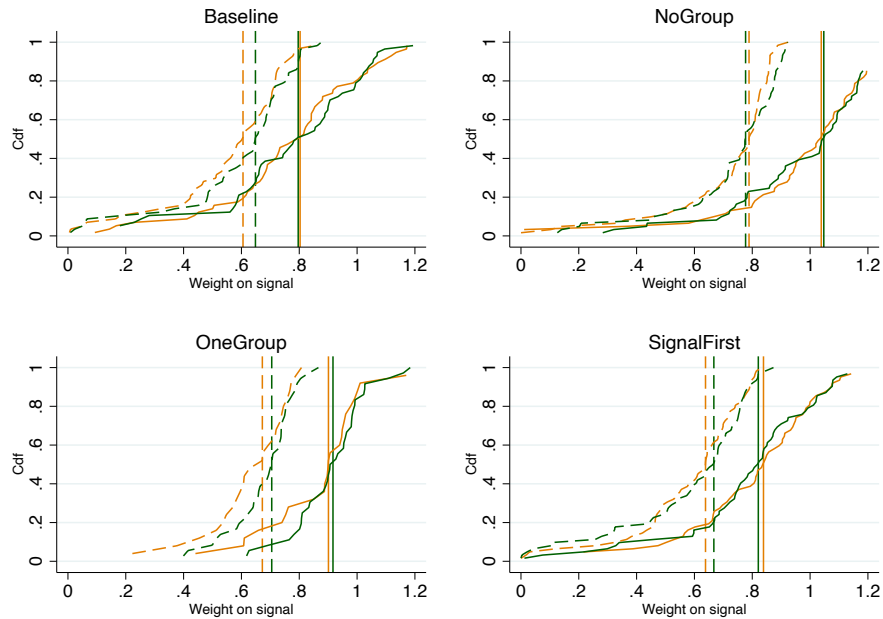 Baseline
Cdf
1
.8
.6
.4
.2
0
0 .2 .4 .6 .8 1 1.2
Weight on signal
NoGroup
Cdf
1
.8
.6
.4
.2
0
0 .2 .4 .6 .8 1 1.2
Weight on signal
OneGroup
Cdf
1
.8
.6
.4
.2
0
0 .2 .4 .6 .8 1 1.2
Weight on signal
SignalFirst
Cdf
1
.8
.6
.4
.2
0
0 .2 .4 .6 .8 1 1.2
Weight on signal